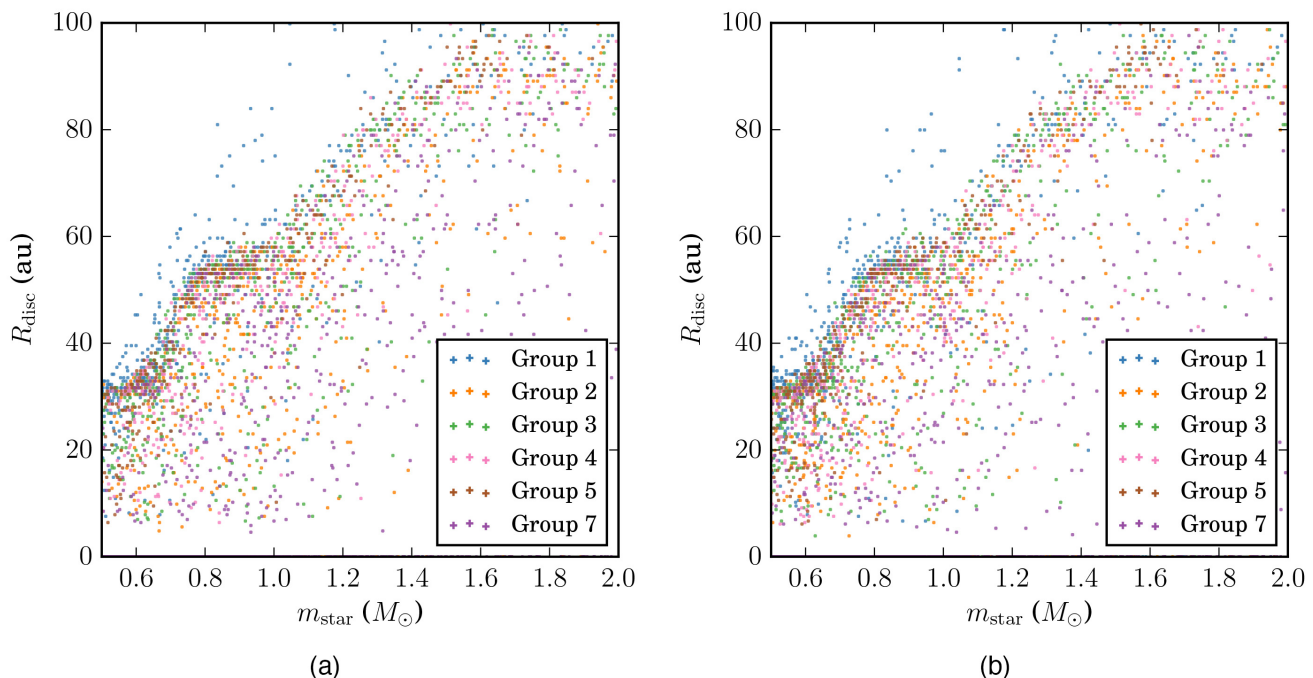 100
80
60
40
20
0
R_disc (au)
0.6 0.8 1.0 1.2 1.4 1.6 1.8 2.0
m_star (M_⊙)
Group 1
Group 2
Group 3
Group 4
Group 5
Group 7
(a)
100
80
60
40
20
0
R_disc (au)
0.6 0.8 1.0 1.2 1.4 1.6 1.8 2.0
m_star (M_⊙)
Group 1
Group 2
Group 3
Group 4
Group 5
Group 7
(b)